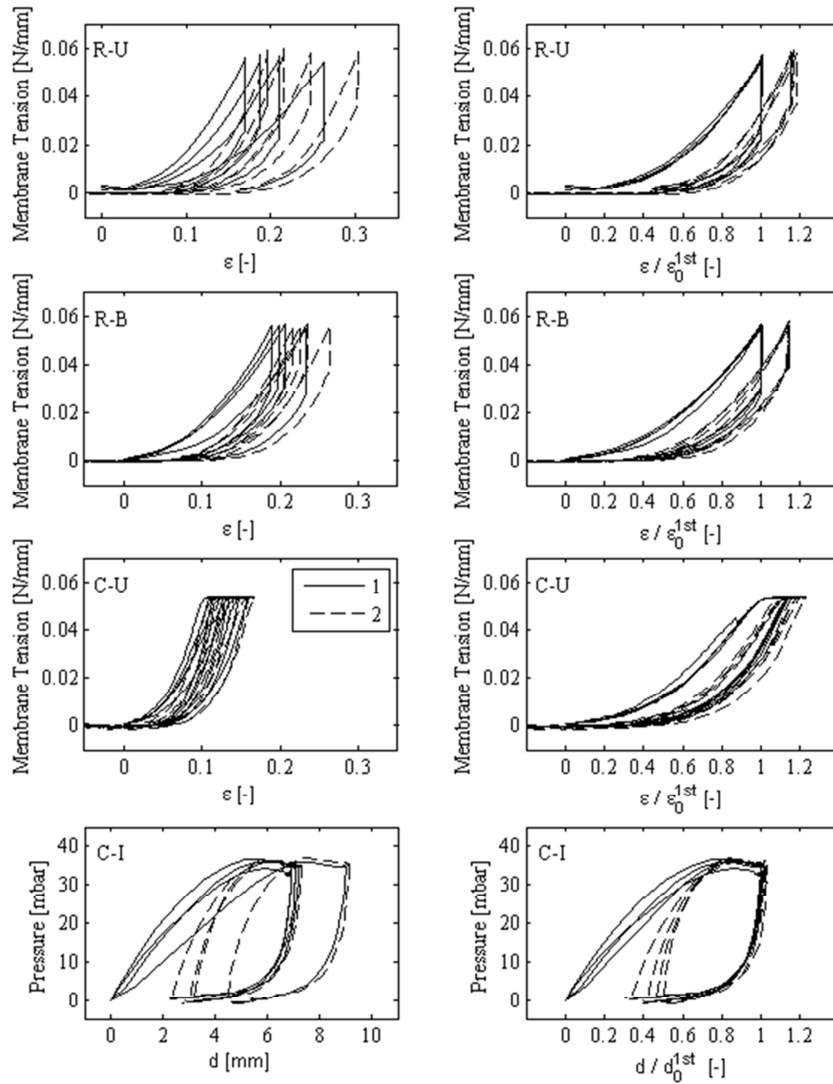 R-U
Membrane Tension [N/mm]
0.06
0.04
0.02
0
0 0.1 0.2 0.3
ε [-]
R-U
Membrane Tension [N/mm]
0.06
0.04
0.02
0
0 0.2 0.4 0.6 0.8 1 1.2
ε / ε₀¹ˢᵗ [-]
R-B
Membrane Tension [N/mm]
0.06
0.04
0.02
0
0 0.1 0.2 0.3
ε [-]
R-B
Membrane Tension [N/mm]
0.06
0.04
0.02
0
0 0.2 0.4 0.6 0.8 1 1.2
ε / ε₀¹ˢᵗ [-]
C-U
1
2
Membrane Tension [N/mm]
0.06
0.04
0.02
0
0 0.1 0.2 0.3
ε [-]
C-U
Membrane Tension [N/mm]
0.06
0.04
0.02
0
0 0.2 0.4 0.6 0.8 1 1.2
ε / ε₀¹ˢᵗ [-]
C-I
Pressure [mbar]
40
30
20
10
0
0 2 4 6 8 10
d [mm]
C-I
Pressure [mbar]
40
30
20
10
0
0 0.2 0.4 0.6 0.8 1 1.2
d / d₀¹ˢᵗ [-]